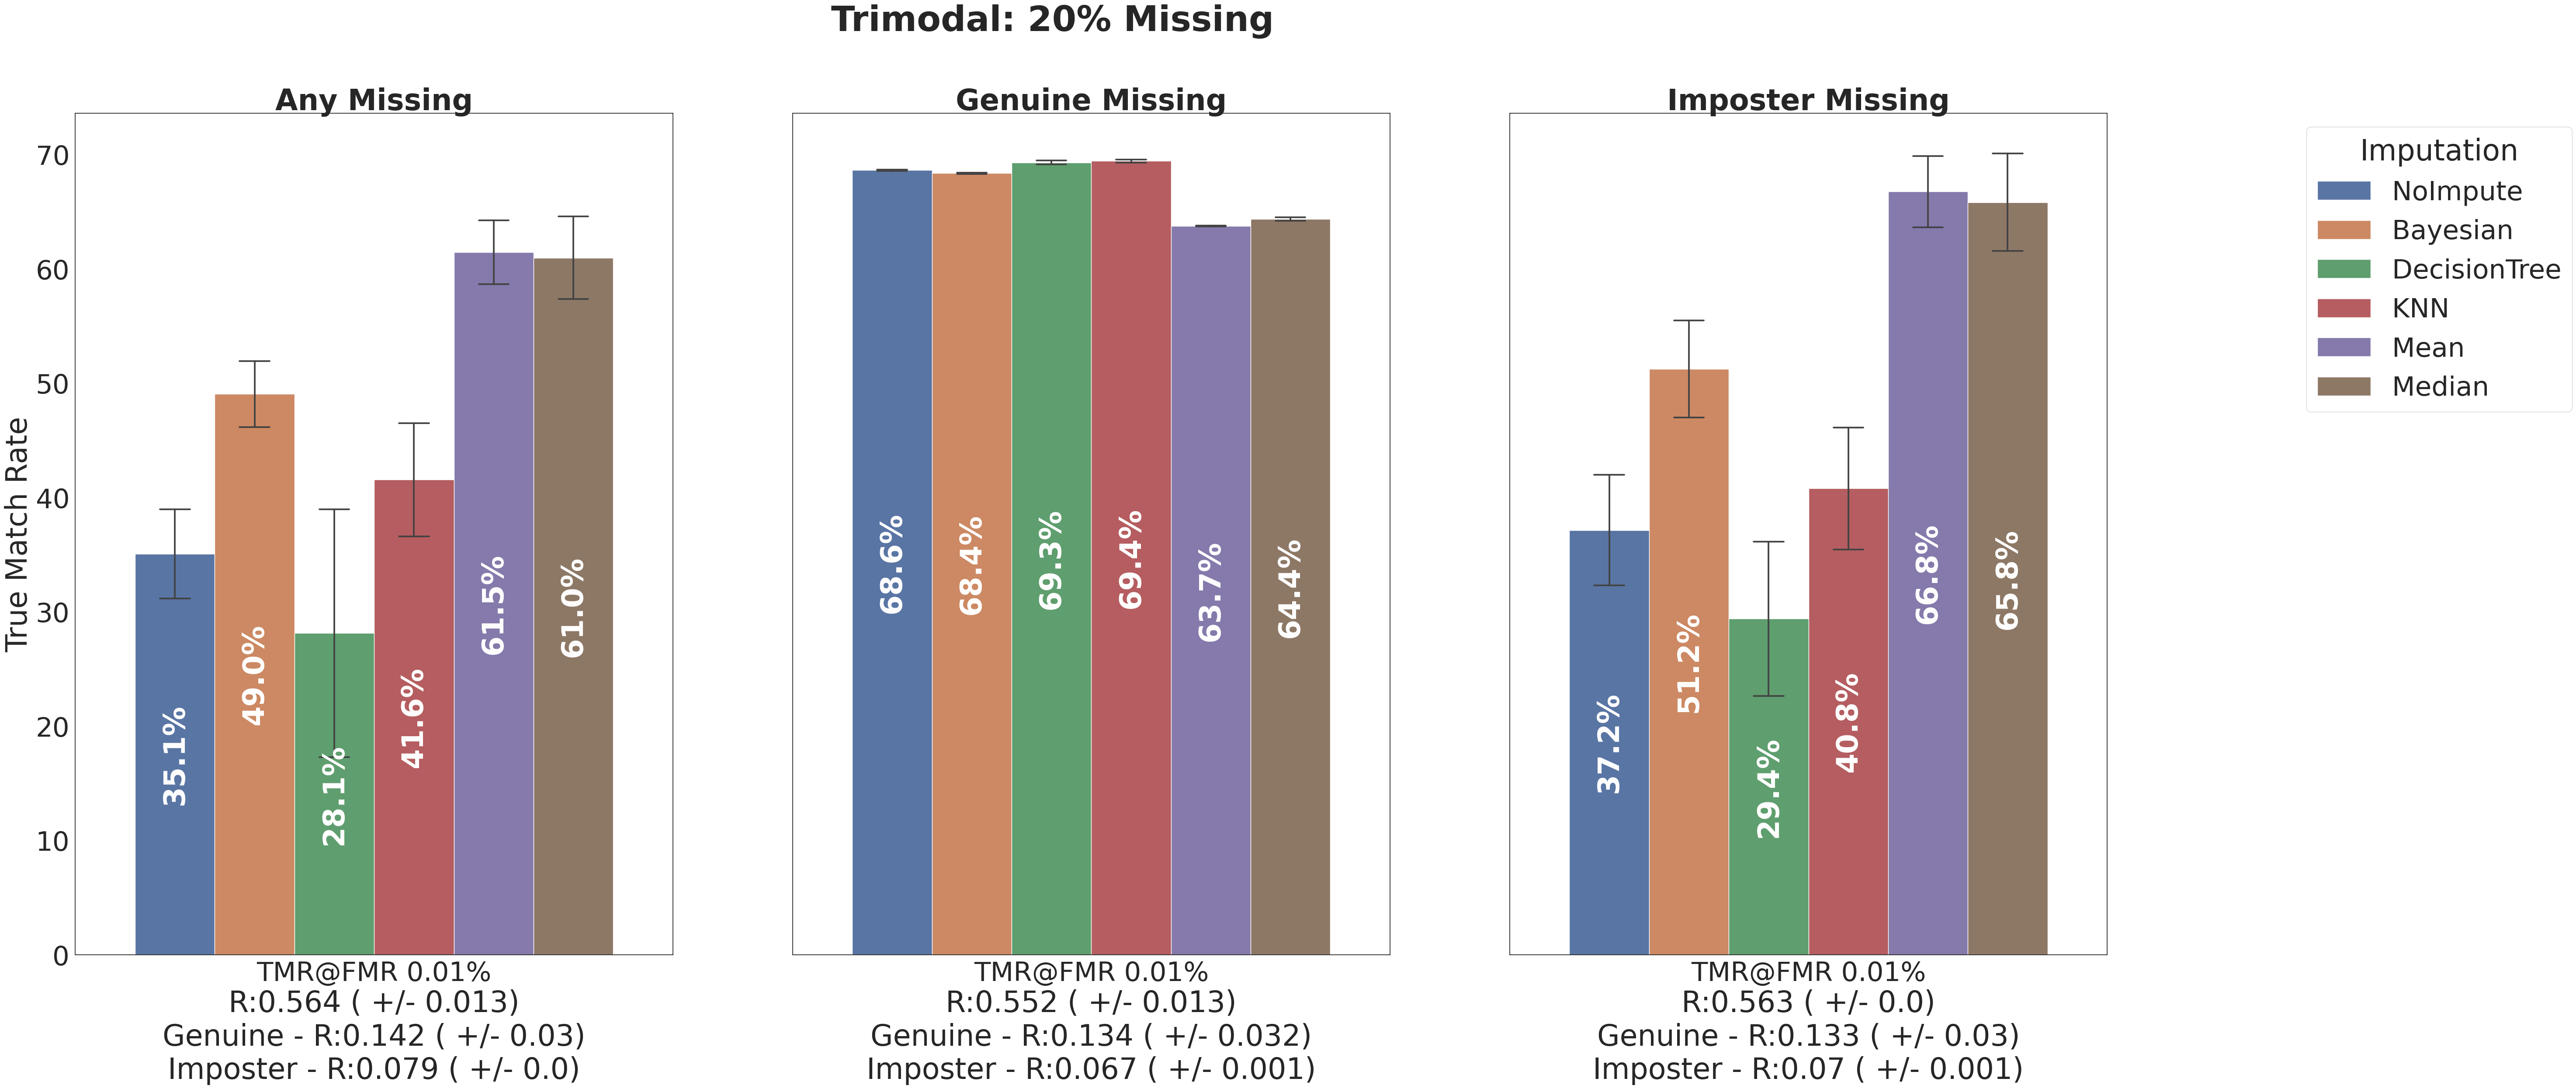 Trimodal: 20% Missing
Any Missing
Genuine Missing
Imposter Missing
True Match Rate
70
60
50
40
30
20
10
0
35.1%
49.0%
28.1%
41.6%
61.5%
61.0%
68.6%
68.4%
69.3%
69.4%
63.7%
64.4%
37.2%
51.2%
29.4%
40.8%
66.8%
65.8%
TMR@FMR 0.01%
R:0.564 ( +/- 0.013)
Genuine - R:0.142 ( +/- 0.03)
Imposter - R:0.079 ( +/- 0.0)
TMR@FMR 0.01%
R:0.552 ( +/- 0.013)
Genuine - R:0.134 ( +/- 0.032)
Imposter - R:0.067 ( +/- 0.001)
TMR@FMR 0.01%
R:0.563 ( +/- 0.0)
Genuine - R:0.133 ( +/- 0.03)
Imposter - R:0.07 ( +/- 0.001)
Imputation
NoImpute
Bayesian
DecisionTree
KNN
Mean
Median